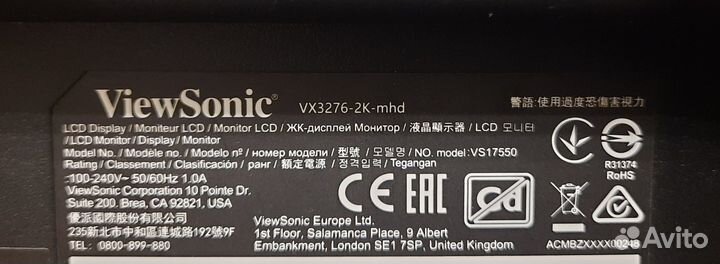 ViewSonic® VX3276-2K-mhd 警語:使用過度恐傷害視力
LCD Display / Moniteur LCD / Monitor LCD / ЖК-дисплей Монитор / 液晶顯示器 / LCD 모니터
/ LCD Monitor / Display / Monitor
Model No. / Modèle no. / Modelo nº / номер модели / 型號 / 모델명 / NO. model: VS17550
Rating / Classement / Clasificación / ранг / 額定電源 / 정격입력 / Tegangan
100-240V~ 50/60Hz 1.0A
ViewSonic Corporation 10 Pointe Dr.
Suite 200. Brea, CA 92821, USA
優派國際股份有限公司
235新北市中和區連城路192號9F
TEL: 0800-899-880
CE EAC Cd
R31374
RoHS
ViewSonic Europe Ltd.
1st Floor, Salamanca Place, 9 Albert
Embankment, London SE1 7SP, United Kingdom
ACMBZXXXX00248
Avito